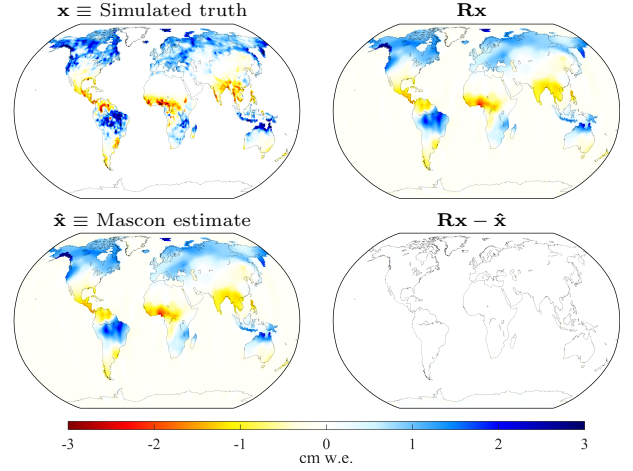 x ≡ Simulated truth
Rx
x̂ ≡ Mascon estimate
Rx − x̂
-3 -2 -1 0 1 2 3
cm w.e.